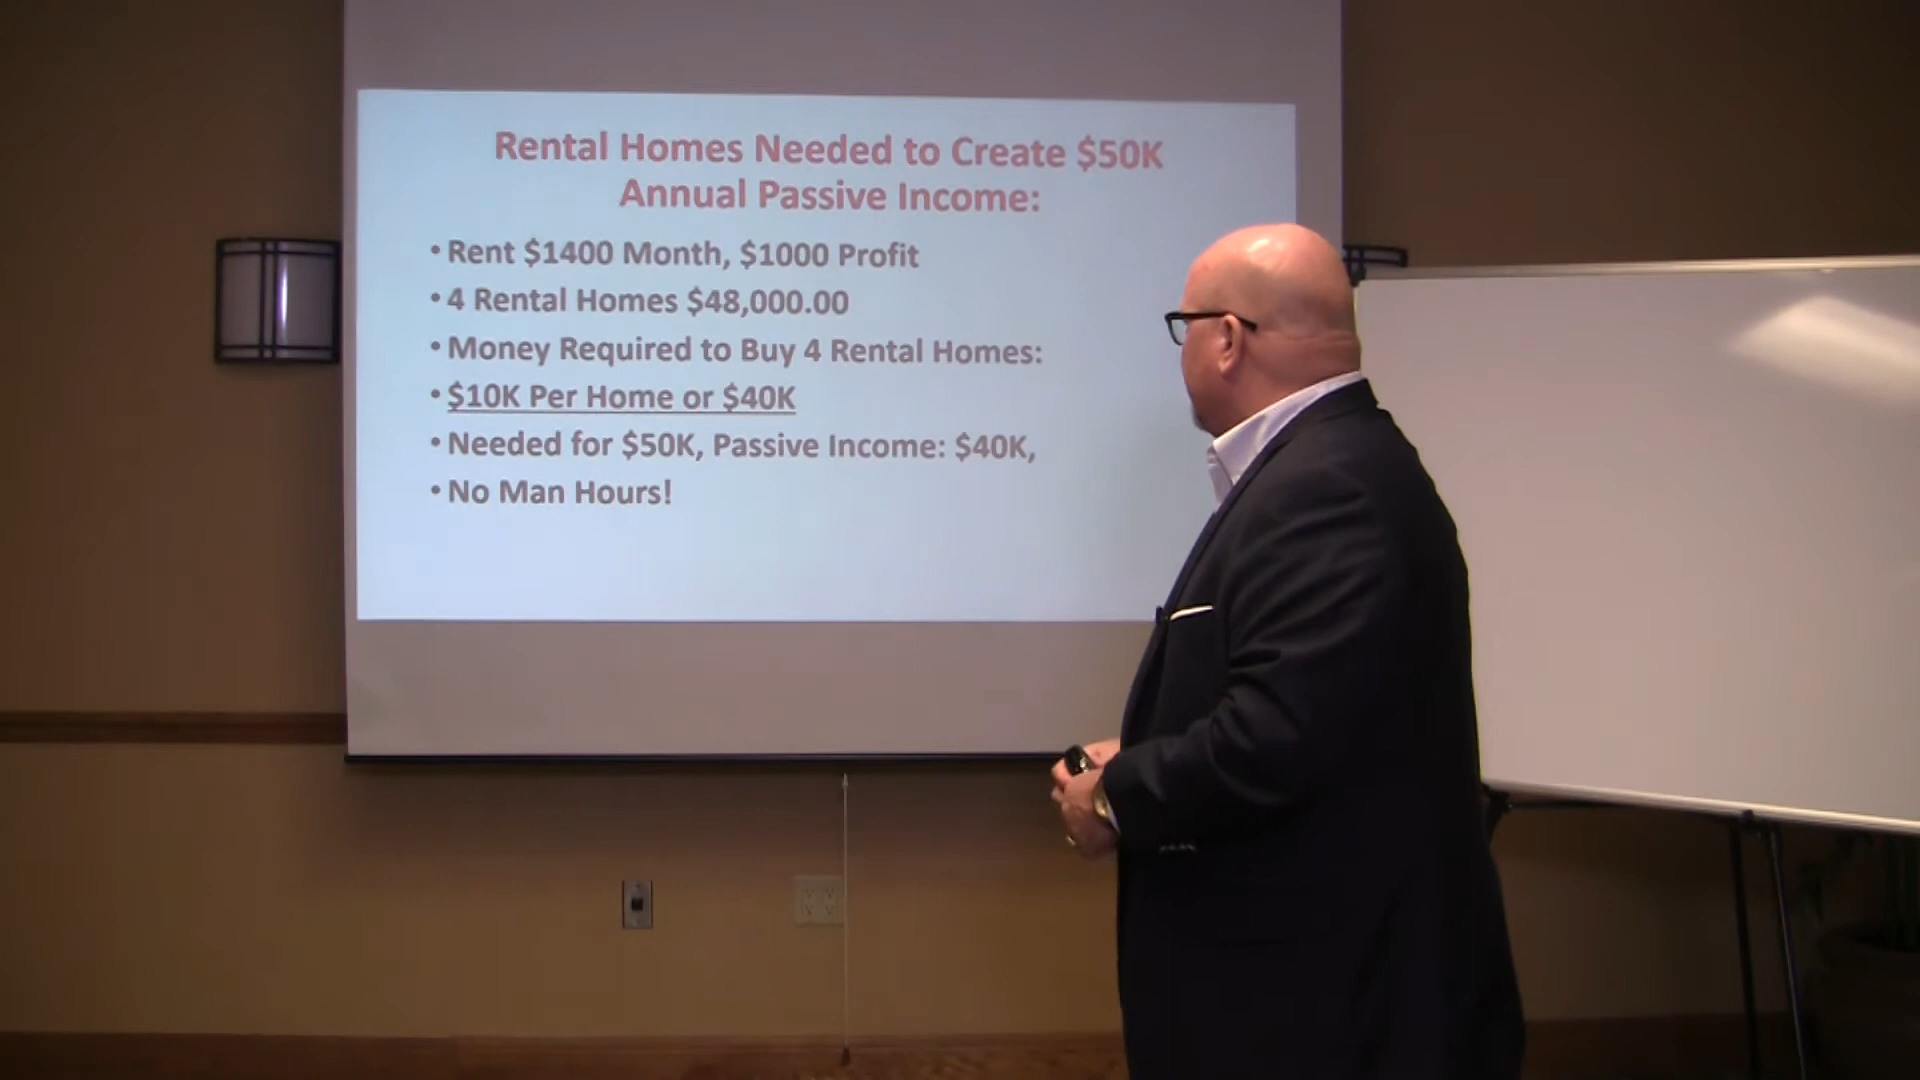 Rental Homes Needed to Create $50K
Annual Passive Income:
• Rent $1400 Month, $1000 Profit
• 4 Rental Homes $48,000.00
• Money Required to Buy 4 Rental Homes:
• $10K Per Home or $40K
• Needed for $50K, Passive Income: $40K,
• No Man Hours!